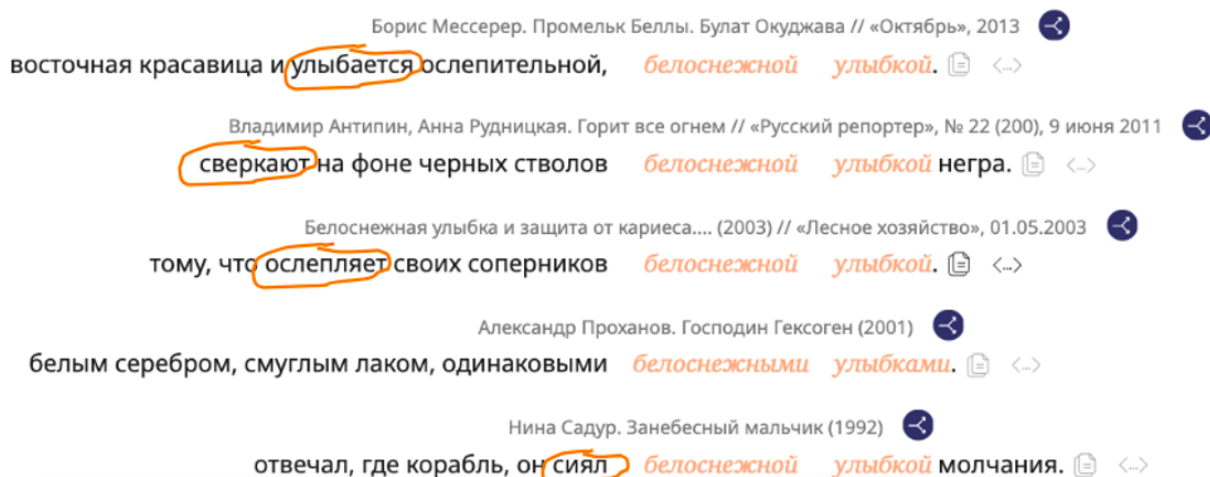 Борис Мессерер. Промельк Беллы. Булат Окуджава // «Октябрь», 2013
восточная красавица и улыбается ослепительной, белоснежной улыбкой. <...>
Владимир Антипин, Анна Рудницкая. Горит все огнем // «Русский репортер», № 22 (200), 9 июня 2011
сверкают на фоне черных стволов белоснежной улыбкой негра. <...>
Белоснежная улыбка и защита от кариеса.... (2003) // «Лесное хозяйство», 01.05.2003
тому, что ослепляет своих соперников белоснежной улыбкой. <...>
Александр Проханов. Господин Гексоген (2001)
белым серебром, смуглым лаком, одинаковыми белоснежными улыбками. <...>
Нина Садур. Занебесный мальчик (1992)
отвечал, где корабль, он сиял белоснежной улыбкой молчания. <...>